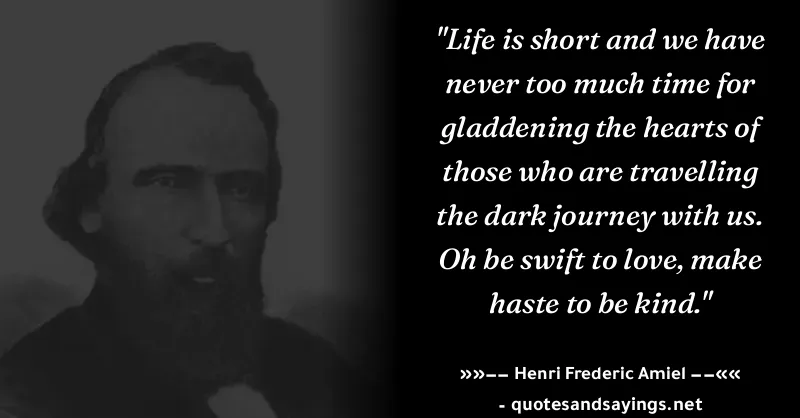 "Life is short and we have
never too much time for
gladdening the hearts of
those who are travelling
the dark journey with us.
Oh be swift to love, make
haste to be kind."
»»–– Henri Frederic Amiel ––««
- quotesandsayings.net